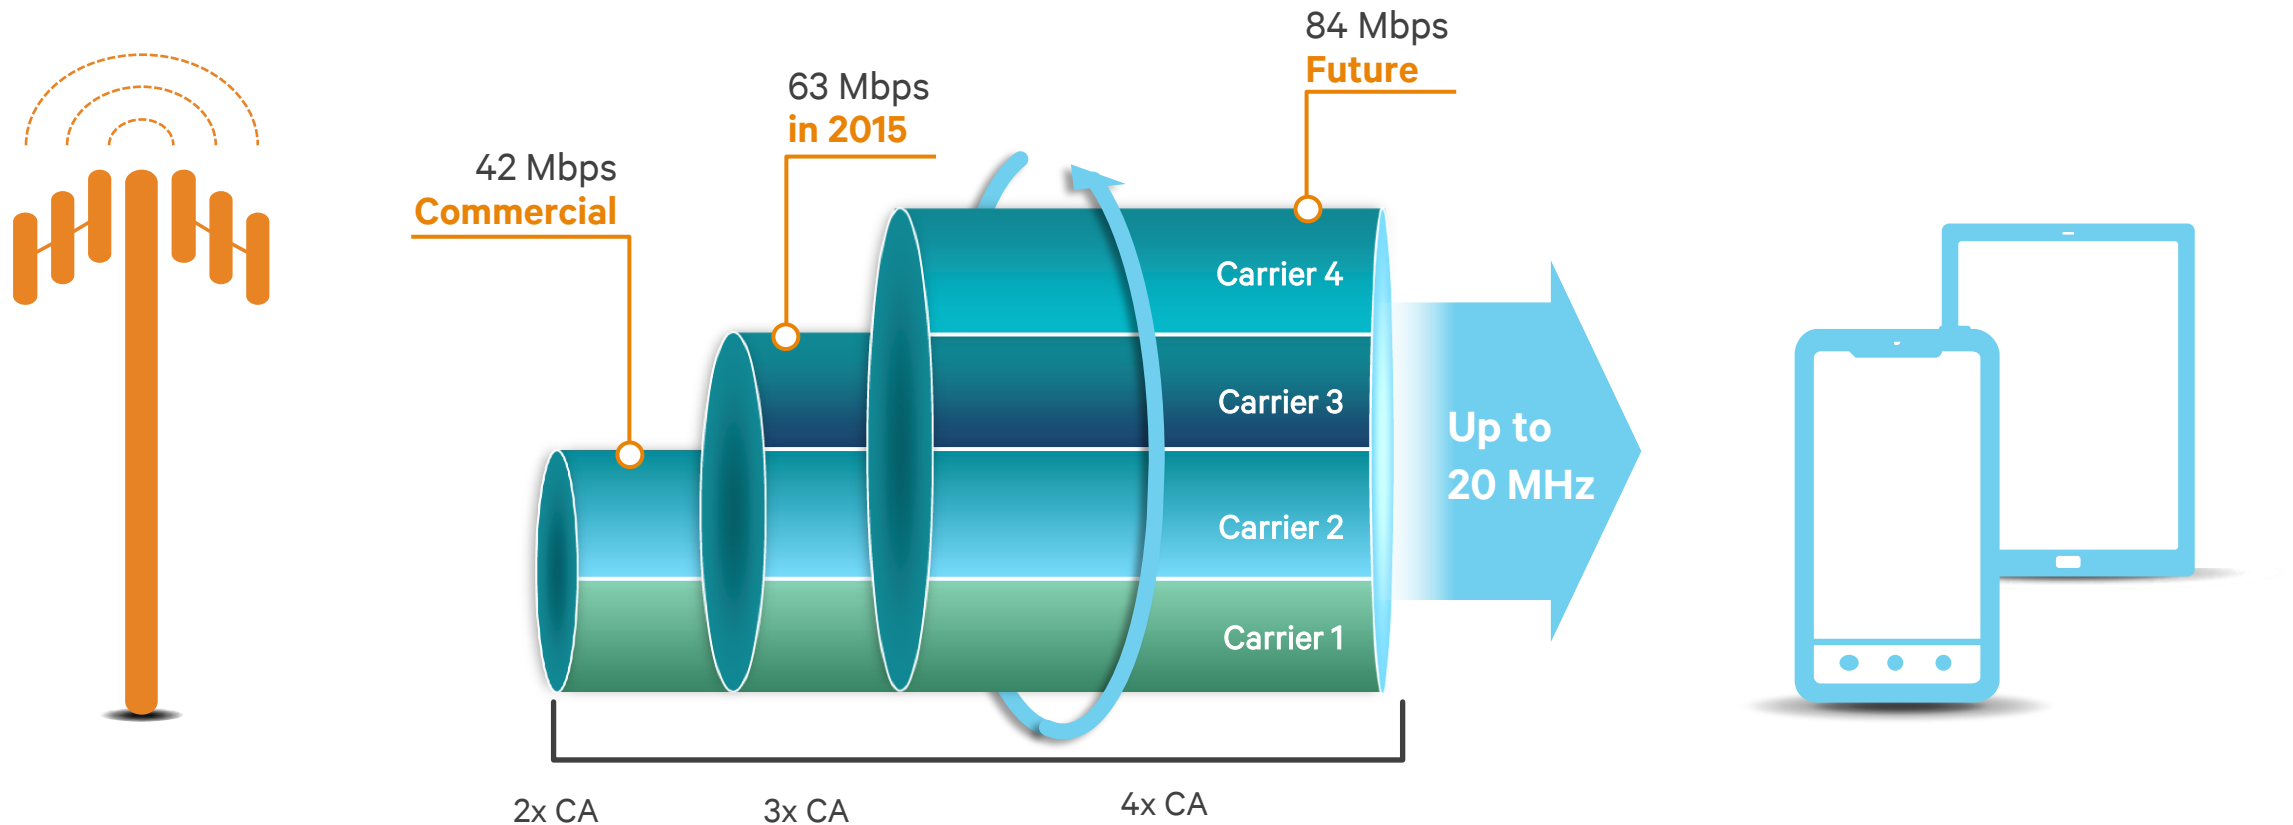 84 Mbps
Future
63 Mbps
in 2015
42 Mbps
Commercial
Carrier 4
Carrier 3
Carrier 2
Carrier 1
Up to
20 MHz
2x CA
3x CA
4x CA